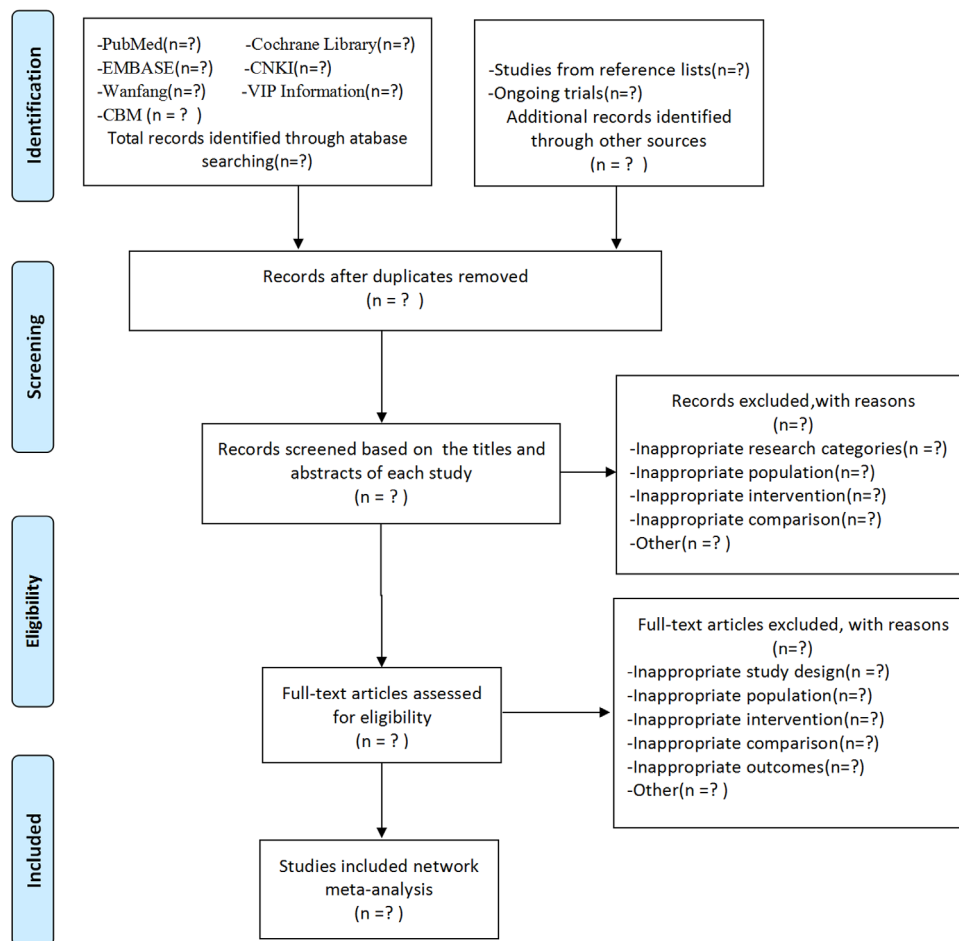 Identification
-PubMed(n=?) -Cochrane Library(n=?)
-EMBASE(n=?) -CNKI(n=?)
-Wanfang(n=?) -VIP Information(n=?)
-CBM (n = ? )
Total records identified through atabase
searching(n=?)
-Studies from reference lists(n=?)
-Ongoing trials(n=?)
Additional records identified
through other sources
(n = ? )
Screening
Records after duplicates removed
(n = ? )
Records screened based on the titles and
abstracts of each study
(n = ? )
Records excluded,with reasons
(n=?)
-Inappropriate research categories(n =?)
-Inappropriate population(n=?)
-Inappropriate intervention(n=?)
-Inappropriate comparison(n=?)
-Other(n =? )
Eligibility
Full-text articles assessed
for eligibility
(n = ? )
Full-text articles excluded, with reasons
(n=?)
-Inappropriate study design(n =?)
-Inappropriate population(n=?)
-Inappropriate intervention(n=?)
-Inappropriate comparison(n=?)
-Inappropriate outcomes(n=?)
-Other(n =? )
Included
Studies included network
meta-analysis
(n =? )